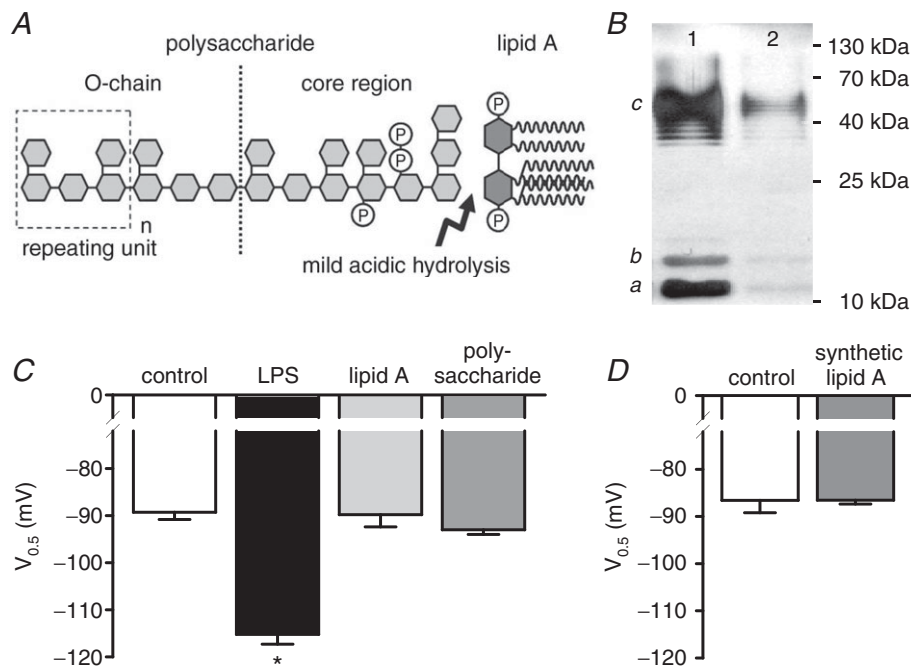 A
polysaccharide
lipid A
O-chain
core region
P
P
P
P
P
n
repeating unit
mild acidic hydrolysis
B
1 2
130 kDa
70 kDa
c
40 kDa
25 kDa
b
a
10 kDa
C
control LPS lipid A poly-
saccharide
0
–80
–90
–100
–110
–120
V0.5 (mV)
*
D
control synthetic
lipid A
0
–80
–90
–100
–110
–120
V0.5 (mV)